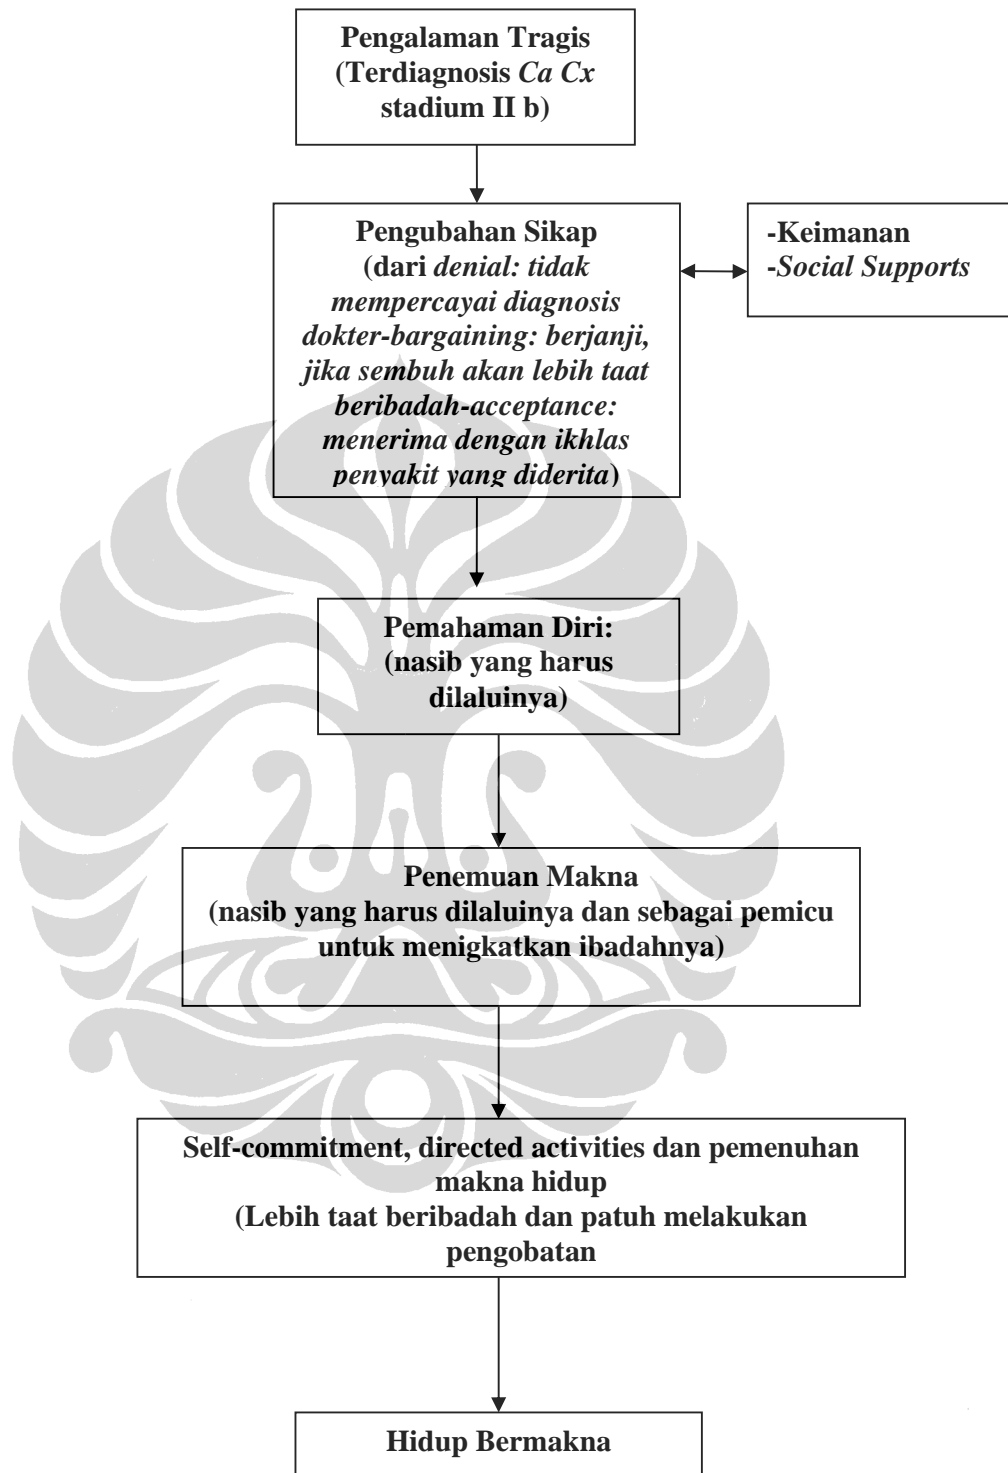 Pengalaman Tragis
(Terdiagnosis Ca Cx
stadium II b)
Pengubahan Sikap
(dari denial: tidak
mempercayai diagnosis
dokter-bargaining: berjanji,
jika sembuh akan lebih taat
beribadah-acceptance:
menerima dengan ikhlas
penyakit yang diderita)
-Keimanan
-Social Supports
Pemahaman Diri:
(nasib yang harus
dilaluinya)
Penemuan Makna
(nasib yang harus dilaluinya dan sebagai pemicu
untuk menigkatkan ibadahnya)
Self-commitment, directed activities dan pemenuhan
makna hidup
(Lebih taat beribadah dan patuh melakukan
pengobatan
Hidup Bermakna